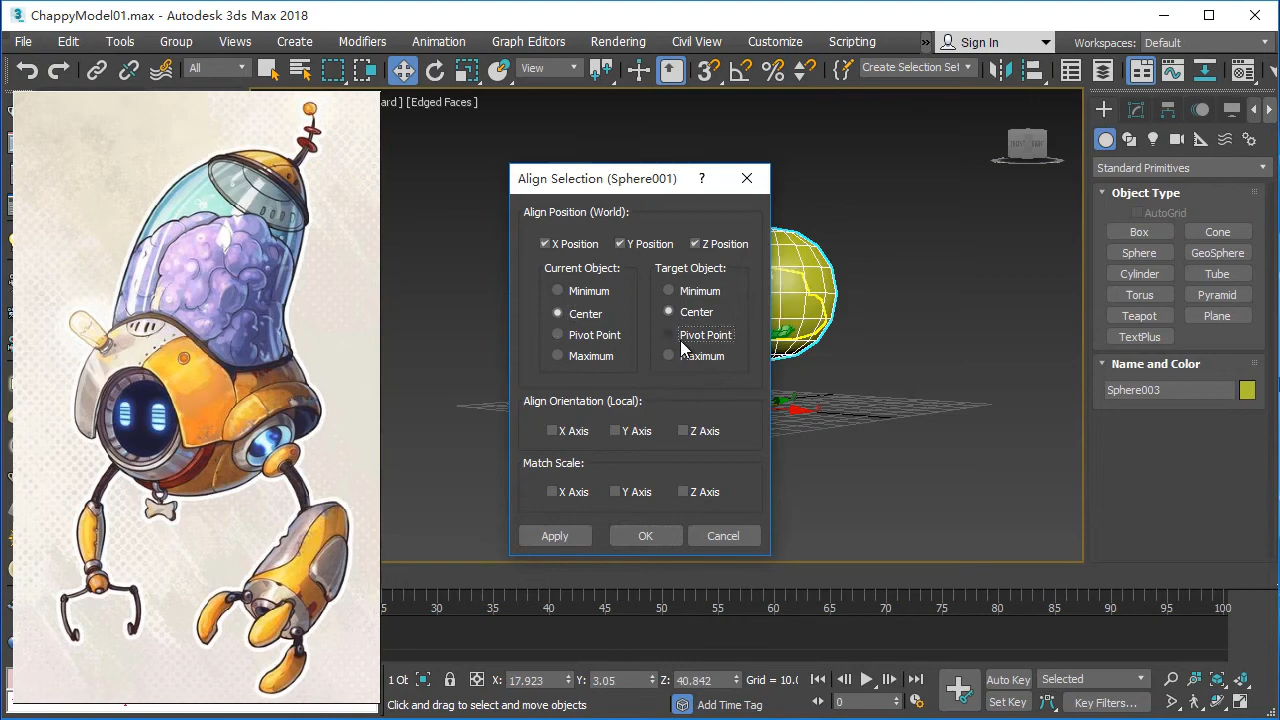 ChappyModel01.max - Autodesk 3ds Max 2018
File Edit Tools Group Views Create Modifiers Animation Graph Editors Rendering Civil View Customize Scripting » Sign In Workspaces: Default
All View 3 Create Selection Set
ard ] [Edged Faces ]
Align Selection (Sphere001) ?
Align Position (World):
X Position Y Position Z Position
Current Object: Target Object:
Minimum Minimum
Center Center
Pivot Point Pivot Point
Maximum Maximum
Align Orientation (Local):
X Axis Y Axis Z Axis
Match Scale:
X Axis Y Axis Z Axis
Apply OK Cancel
Standard Primitives
Object Type
AutoGrid
Box Cone
Sphere GeoSphere
Cylinder Tube
Torus Pyramid
Teapot Plane
TextPlus
Name and Color
Sphere003
25 30 35 40 45 50 55 60 65 70 75 80 85 90 95 100
1 Ob X: 17.923 Y: 3.05 Z: 40.842 Grid = 10.0 Auto Key Selected
Click and drag to select and move objects Add Time Tag 0 Set Key Key Filters...